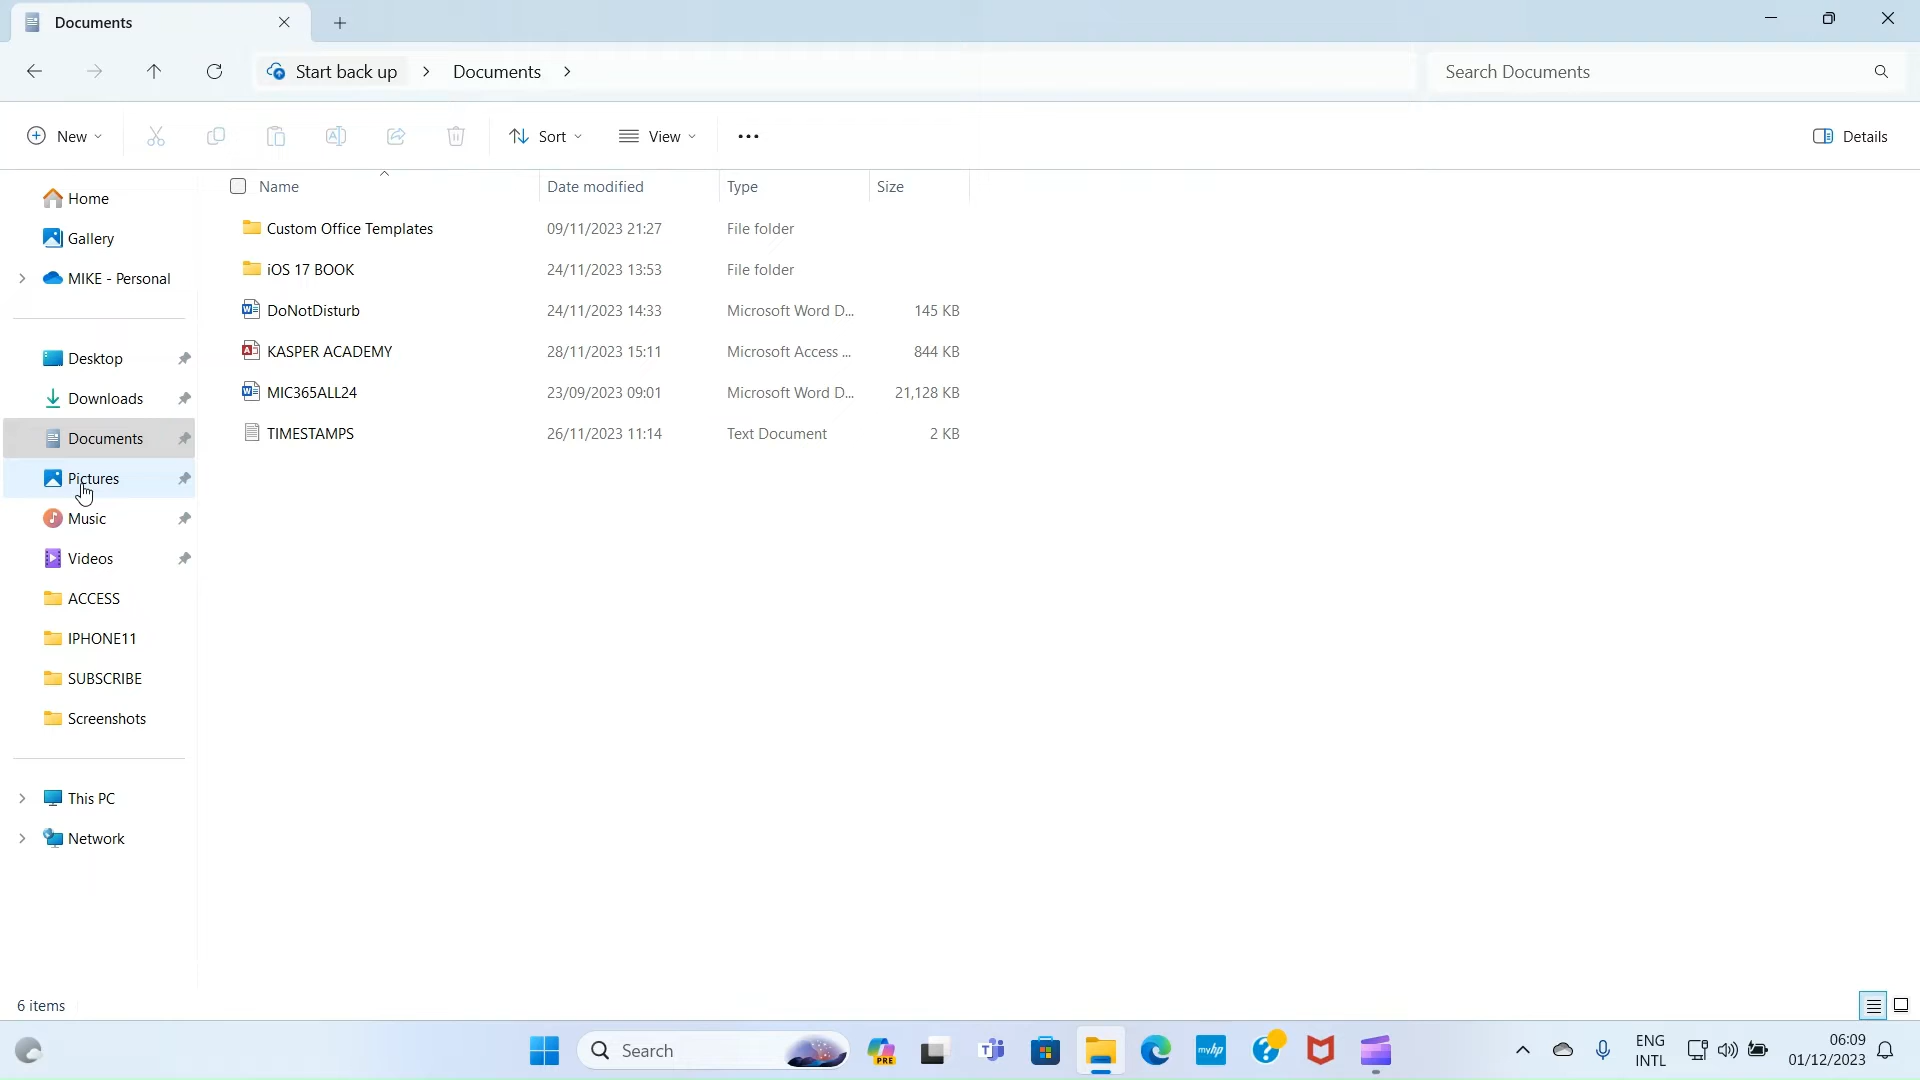 Documents
Start back up > Documents >
Search Documents
New
Sort
View
Details
Name Date modified Type Size
Home
Gallery
MIKE - Personal
Desktop
Downloads
Documents
Pictures
Music
Videos
ACCESS
IPHONE11
SUBSCRIBE
Screenshots
This PC
Network
Custom Office Templates 09/11/2023 21:27 File folder
iOS 17 BOOK 24/11/2023 13:53 File folder
DoNotDisturb 24/11/2023 14:33 Microsoft Word D... 145 KB
KASPER ACADEMY 28/11/2023 15:11 Microsoft Access ... 844 KB
MIC365ALL24 23/09/2023 09:01 Microsoft Word D... 21,128 KB
TIMESTAMPS 26/11/2023 11:14 Text Document 2 KB
6 items
Search
PRE
myhp
ENG
INTL
06:09
01/12/2023